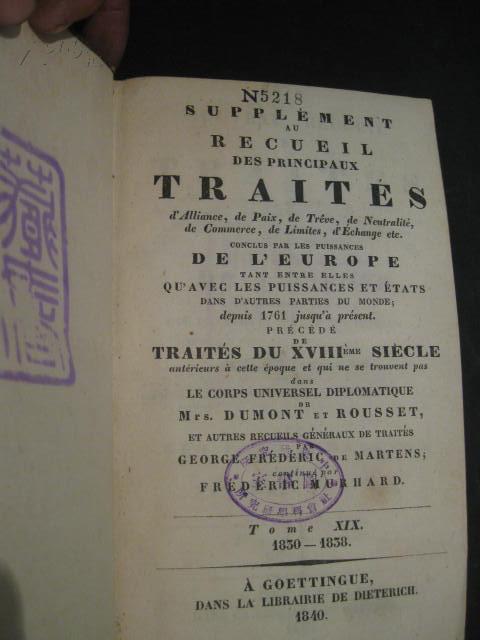 N5218
SUPPLÉMENT
AU
RECUEIL
DES PRINCIPAUX
TRAITÉS
d'Alliance, de Paix, de Trêve, de Neutralité,
de Commerce, de Limites, d'Échange etc.
CONCLUS PAR LES PUISSANCES
DE L'EUROPE
TANT ENTRE ELLES
QU'AVEC LES PUISSANCES ET ÉTATS
DANS D'AUTRES PARTIES DU MONDE;
depuis 1761 jusqu'à présent.
PRÉCÉDÉ
DE
TRAITÉS DU XVIIIÈME SIÈCLE
antérieurs à cette époque et qui ne se trouvent pas
dans
LE CORPS UNIVERSEL DIPLOMATIQUE
DE
Mrs. DUMONT ET ROUSSET,
ET AUTRES RECUEILS GÉNÉRAUX DE TRAITÉS
PAR
GEORGE FRÉDÉRIC DE MARTENS;
continué par
FRÉDÉRIC MURHARD.
Tome XIX.
1830—1838.
À GOETTINGUE,
DANS LA LIBRAIRIE DE DIETERICH.
1840.